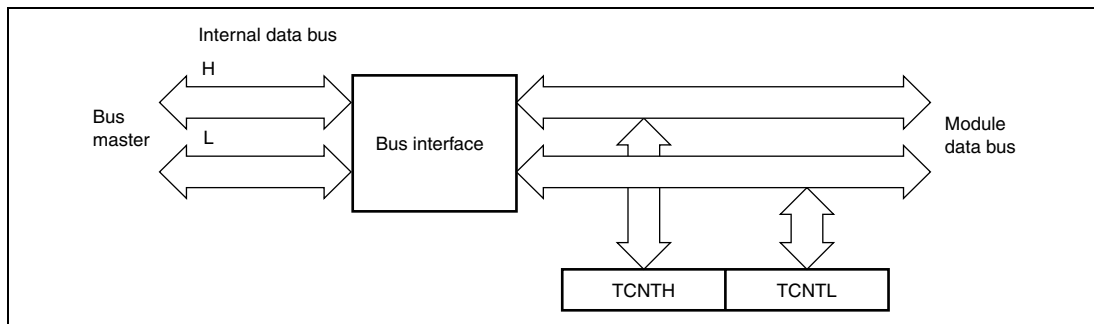 Internal data bus
H
Bus
master
L
Bus interface
Module
data bus
TCNTH
TCNTL